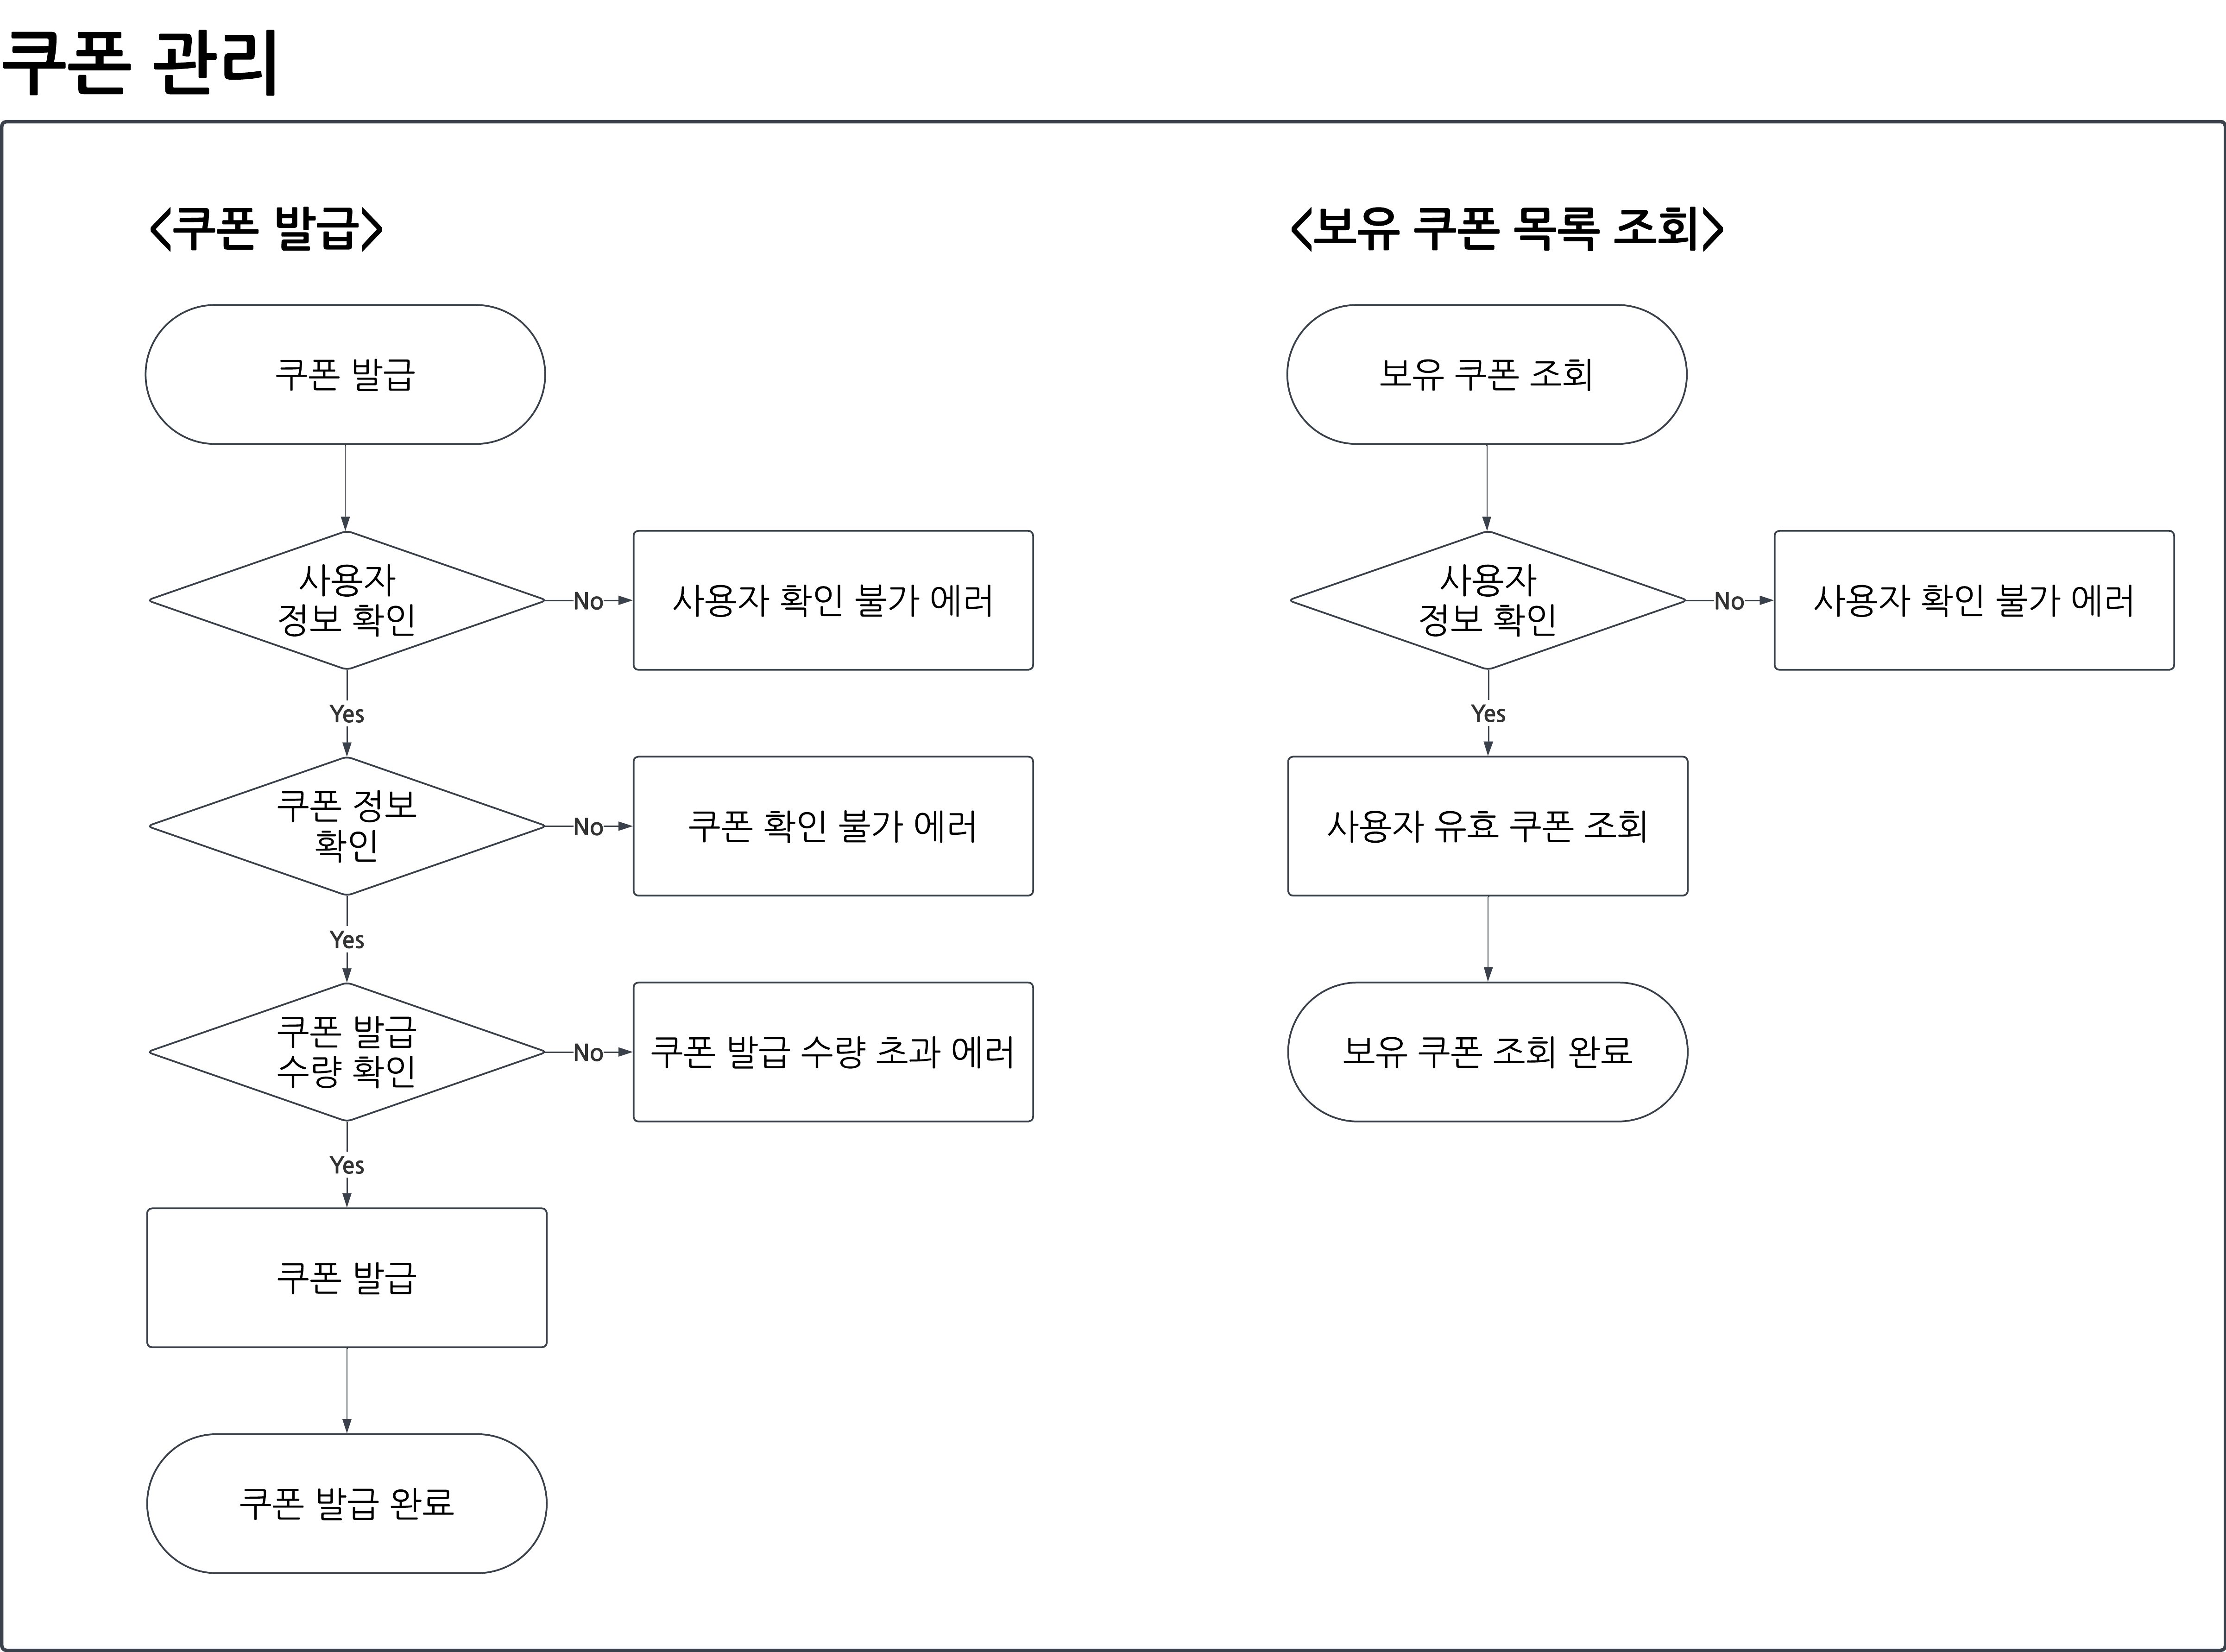 쿠폰 관리
<쿠폰 발급>
쿠폰 발급
사용자
정보 확인
No
사용자 확인 불가 에러
Yes
쿠폰 정보
확인
No
쿠폰 확인 불가 에러
Yes
쿠폰 발급
수량 확인
No
쿠폰 발급 수량 초과 에러
Yes
쿠폰 발급
쿠폰 발급 완료
<보유 쿠폰 목록 조회>
보유 쿠폰 조회
사용자
정보 확인
No
사용자 확인 불가 에러
Yes
사용자 유효 쿠폰 조회
보유 쿠폰 조회 완료